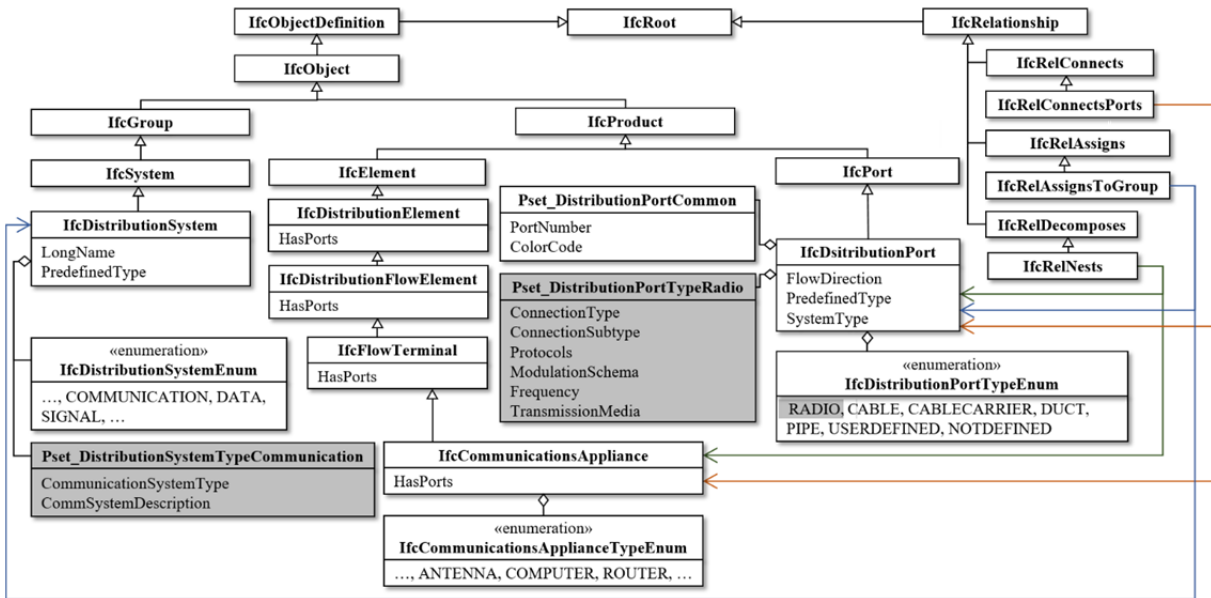 IfcObjectDefinition
IfcRoot
IfcRelationship
IfcObject
IfcRelConnects
IfcRelConnectsPorts
IfcGroup
IfcProduct
IfcRelAssigns
IfcSystem
IfcElement
IfcPort
IfcRelAssignsToGroup
IfcDistributionSystem
LongName
PredefinedType
IfcDistributionElement
HasPorts
Pset_DistributionPortCommon
PortNumber
ColorCode
IfcRelDecomposes
IfcRelNests
IfcDsitributionPort
FlowDirection
PredefinedType
SystemType
IfcDistributionFlowElement
HasPorts
Pset_DistributionPortTypeRadio
ConnectionType
ConnectionSubtype
Protocols
ModulationSchema
Frequency
TransmissionMedia
IfcFlowTerminal
HasPorts
«enumeration»
IfcDistributionSystemEnum
…, COMMUNICATION, DATA,
SIGNAL, …
«enumeration»
IfcDistributionPortTypeEnum
RADIO, CABLE, CABLECARRIER, DUCT,
PIPE, USERDEFINED, NOTDEFINED
Pset_DistributionSystemTypeCommunication
CommunicationSystemType
CommSystemDescription
IfcCommunicationsAppliance
HasPorts
«enumeration»
IfcCommunicationsApplianceTypeEnum
…, ANTENNA, COMPUTER, ROUTER, …